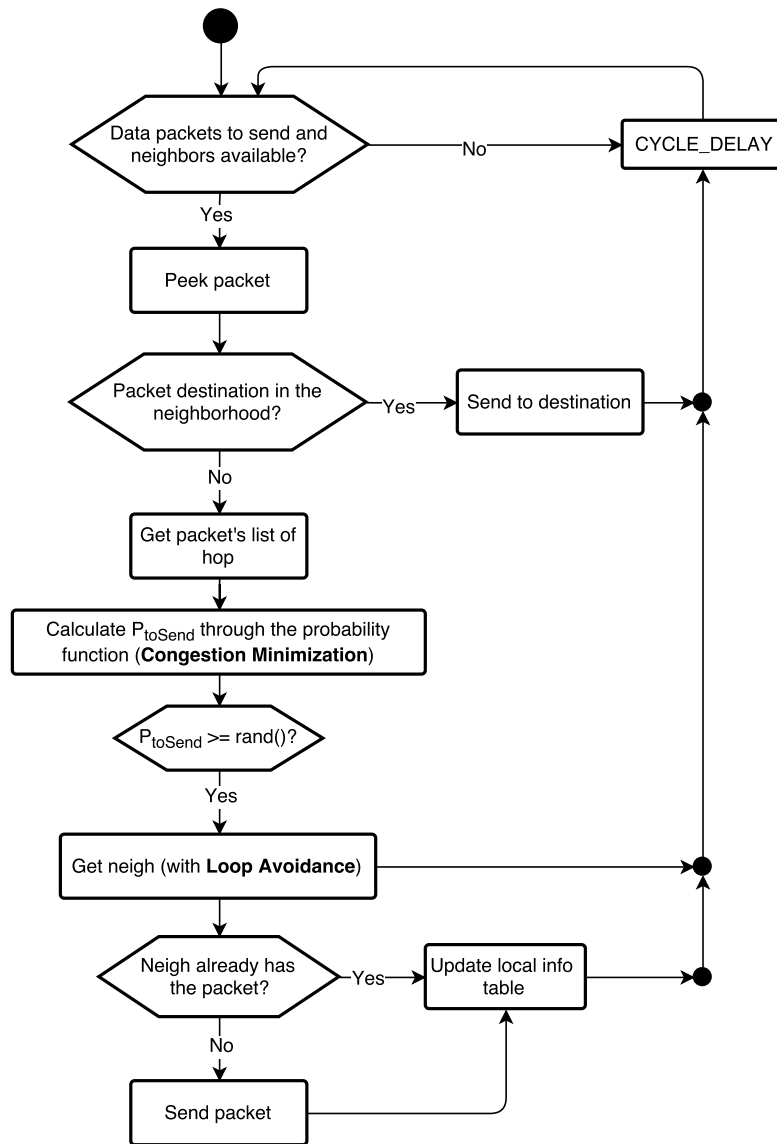 Data packets to send and
neighbors available?
No
CYCLE_DELAY
Yes
Peek packet
Packet destination in the
neighborhood?
Yes
Send to destination
No
Get packet's list of
hop
Calculate PtoSend through the probability
function (Congestion Minimization)
PtoSend >= rand()?
Yes
Get neigh (with Loop Avoidance)
Neigh already has
the packet?
Yes
Update local info
table
No
Send packet